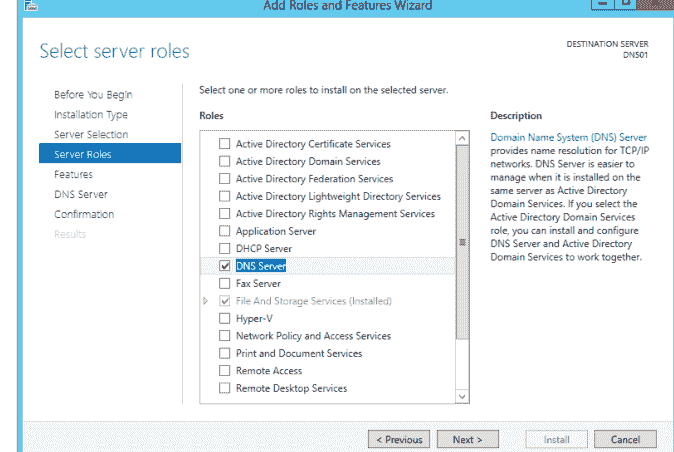 Add Roles and Features Wizard
Select server roles
DESTINATION SERVER
DNS01
Before You Begin
Installation Type
Server Selection
Server Roles
Features
DNS Server
Confirmation
Results
Select one or more roles to install on the selected server.
Roles
Active Directory Certificate Services
Active Directory Domain Services
Active Directory Federation Services
Active Directory Lightweight Directory Services
Active Directory Rights Management Services
Application Server
DHCP Server
DNS Server
Fax Server
File And Storage Services (Installed)
Hyper-V
Network Policy and Access Services
Print and Document Services
Remote Access
Remote Desktop Services
Description
Domain Name System (DNS) Server
provides name resolution for TCP/IP
networks. DNS Server is easier to
manage when it is installed on the
same server as Active Directory
Domain Services. If you select the
Active Directory Domain Services
role, you can install and configure
DNS Server and Active Directory
Domain Services to work together.
< Previous
Next >
Install
Cancel